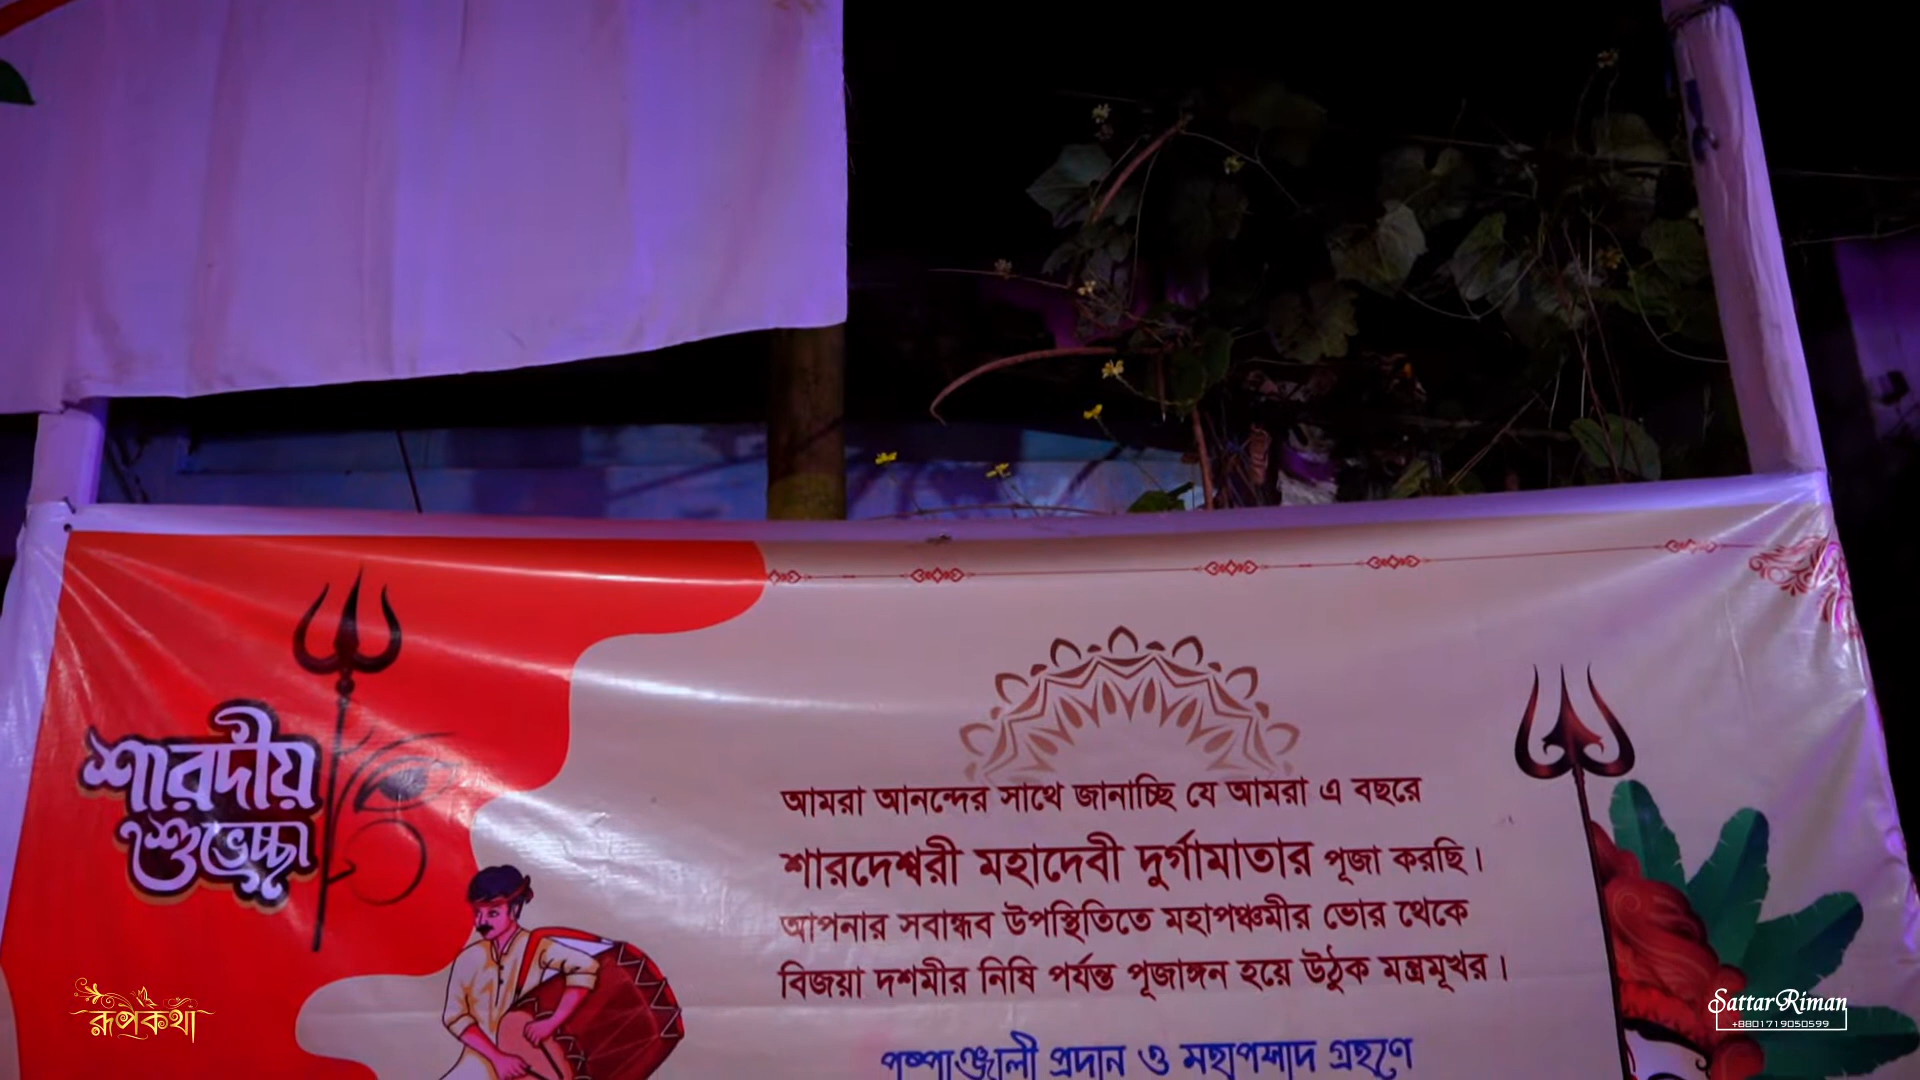 শারদীয়
শুভেচ্ছা
আমরা আনন্দের সাথে জানাচ্ছি যে আমরা এ বছরে
শারদেশ্বরী মহাদেবী দুর্গামাতার পূজা করছি।
আপনার সবান্ধব উপস্থিতিতে মহাপঞ্চমীর ভোর থেকে
বিজয়া দশমীর নিষি পর্যন্ত পূজাঙ্গন হয়ে উঠুক মন্ত্রমূখর।
পুষ্পাঞ্জলী প্রদান ও মহাপ্রসাদ গ্রহণে
রূপকথা
Sattar Riman
+8801719050599